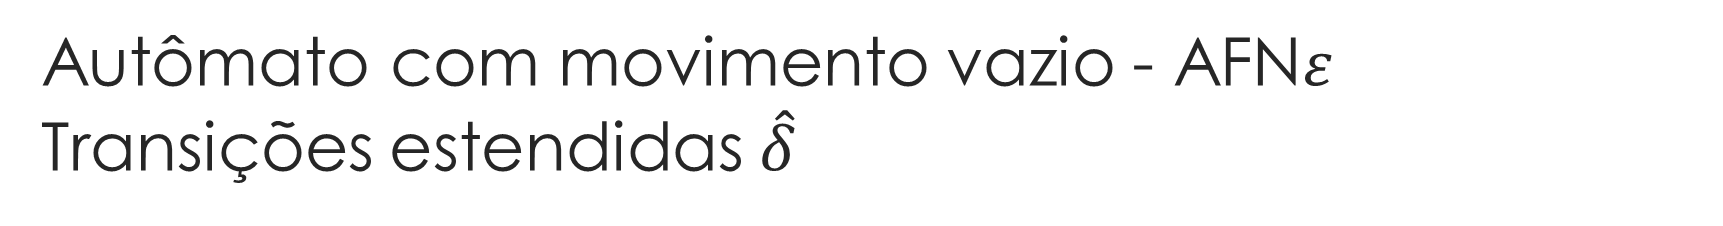 Autômato com movimento vazio - AFN𝜀
Transições estendidas 𝛿̂